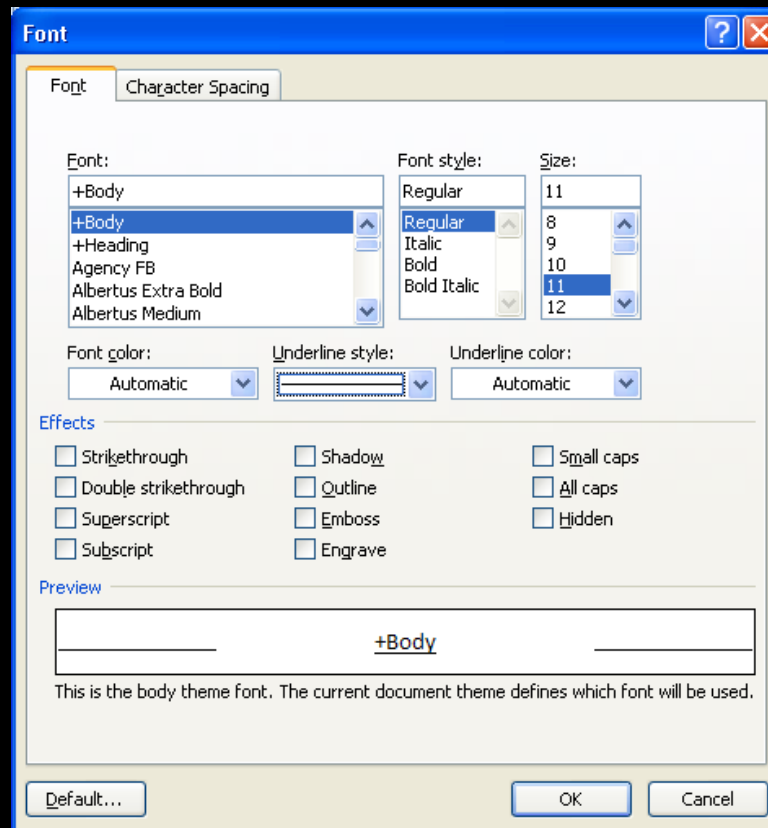 Font
Font Character Spacing
Font: Font style: Size:
+Body Regular 11
+Body Regular 8
+Heading Italic 9
Agency FB Bold 10
Albertus Extra Bold Bold Italic 11
Albertus Medium 12
Font color: Underline style: Underline color:
Automatic Automatic
Effects
Strikethrough Shadow Small caps
Double strikethrough Outline All caps
Superscript Emboss Hidden
Subscript Engrave
Preview
+Body
This is the body theme font. The current document theme defines which font will be used.
Default... OK Cancel